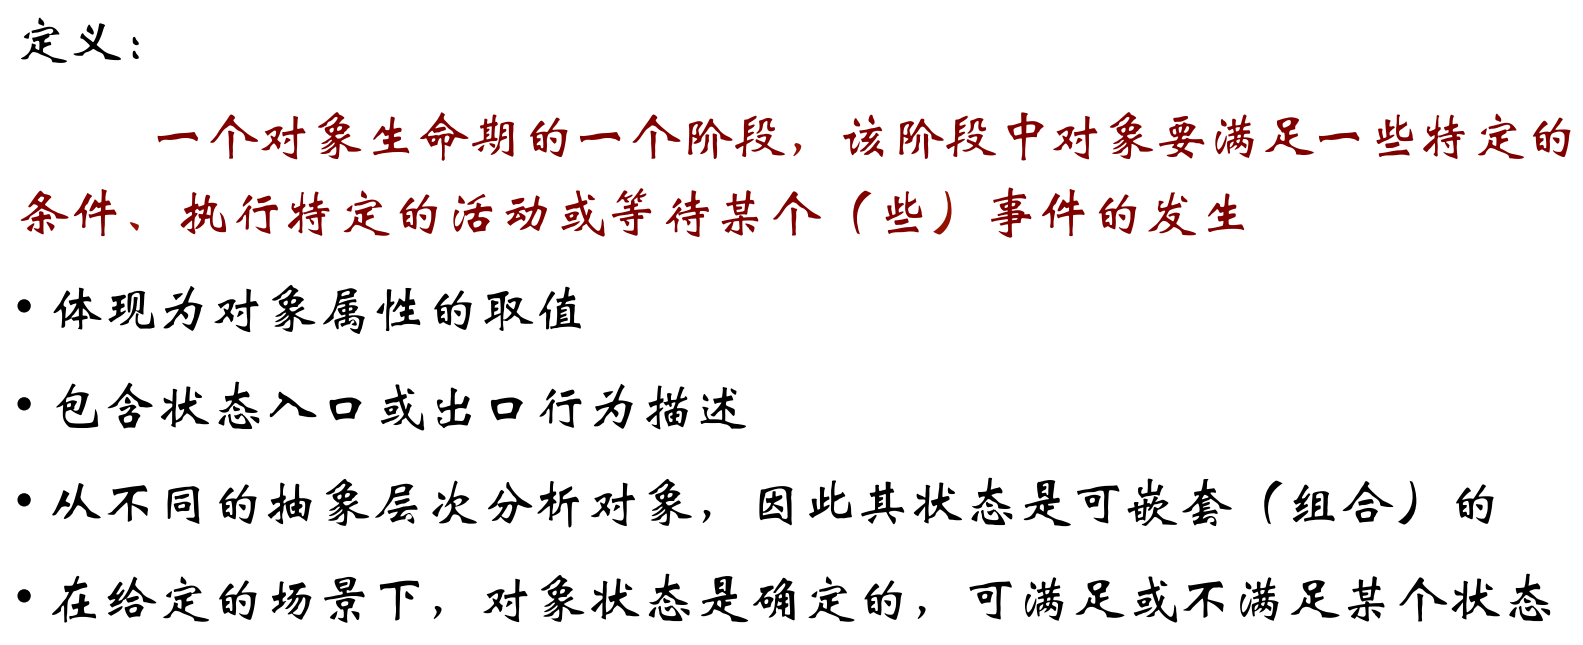 定义：
一个对象生命期的一个阶段，该阶段中对象要满足一些特定的
条件、执行特定的活动或等待某个（些）事件的发生
• 体现为对象属性的取值
• 包含状态入口或出口行为描述
• 从不同的抽象层次分析对象，因此其状态是可嵌套（组合）的
• 在给定的场景下，对象状态是确定的，可满足或不满足某个状态